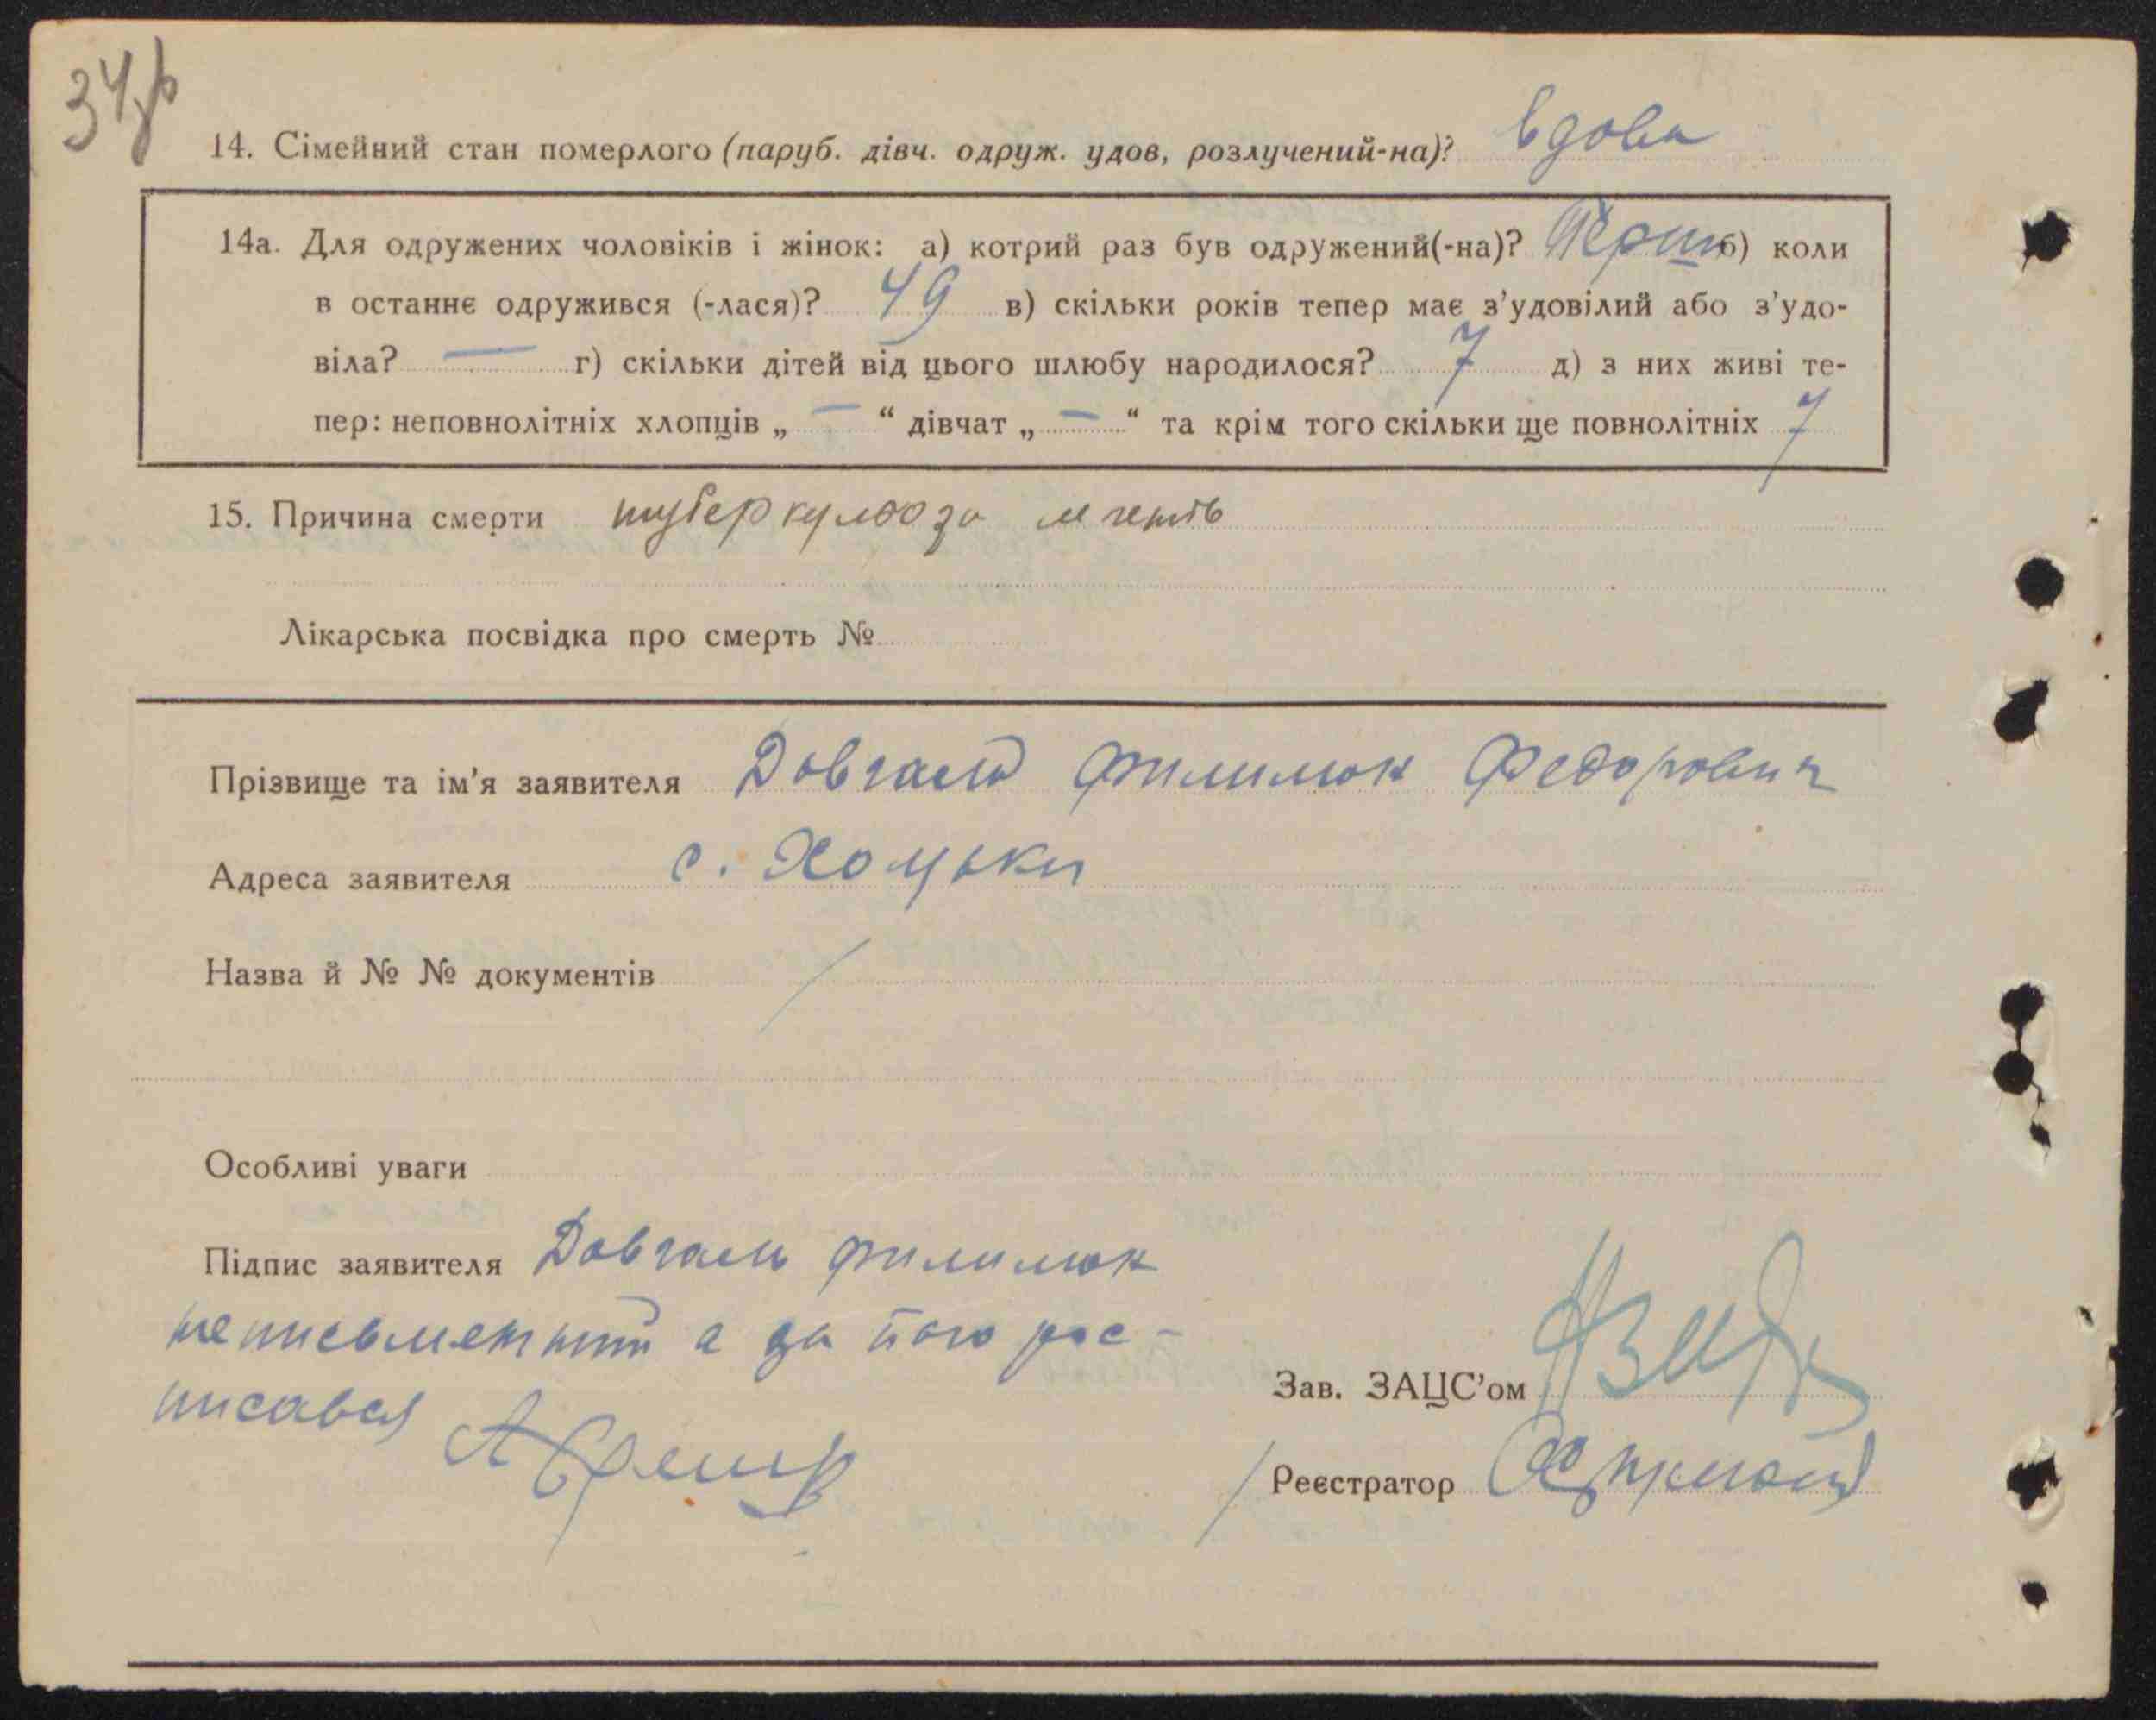 34
14. Сімейний стан померлого (паруб. дівч. одруж. удов, розлучений-на)? вдова
14а. Для одружених чоловіків і жінок: а) котрий раз був одружений(-на)? Перш б) коли
в останнє одружився (-лася)? 49 в) скільки років тепер має з'удовілий або з'удо-
віла? — г) скільки дітей від цього шлюбу народилося? 7 д) з них живі те-
пер: неповнолітніх хлопців „ — “ дівчат „ — “ та крім того скільки ще повнолітніх 7
15. Причина смерти туберкульоза
Лікарська посвідка про смерть №
Прізвище та ім'я заявителя Довгаль Филимон Федорович
Адреса заявителя с. Хомутки
Назва й № № документів
Особливі уваги
Підпис заявителя Довгаль Филимон
неписьменний а за його рос-
писався
Зав. ЗАЦС'ом
Реєстратор